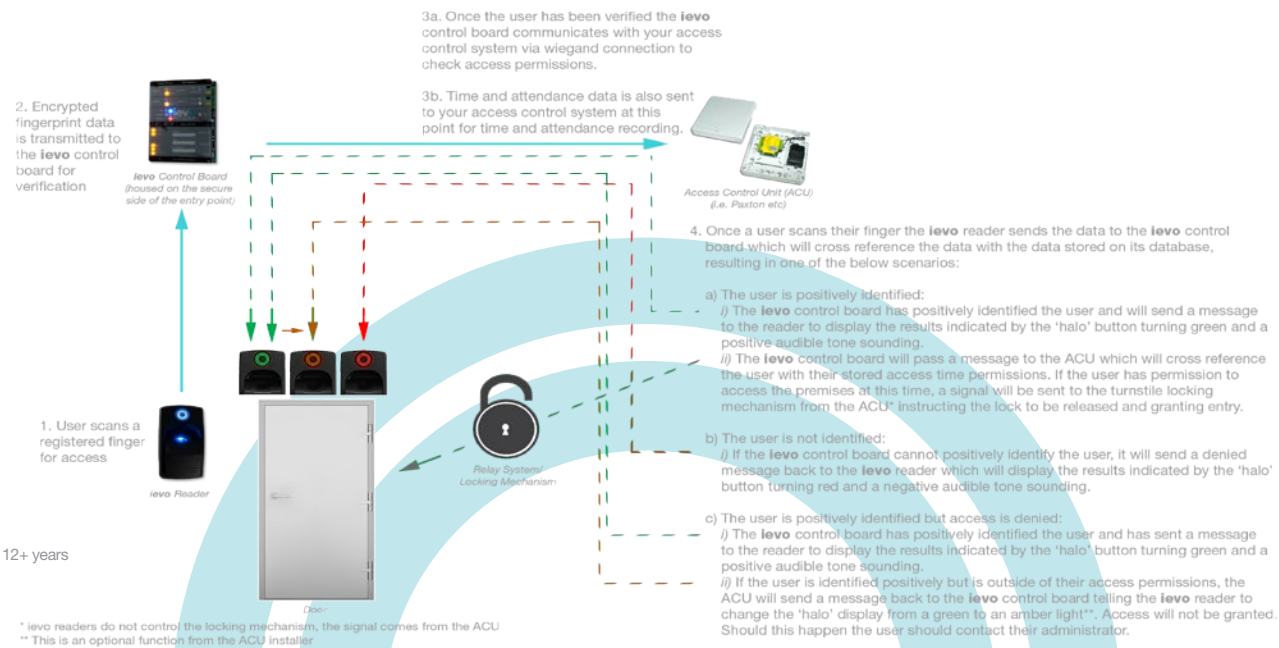 3a. Once the user has been verified the ievo
control board communicates with your access
control system via wiegand connection to
check access permissions.
3b. Time and attendance data is also sent
to your access control system at this
point for time and attendance recording.
2. Encrypted
fingerprint data
is transmitted to
the ievo control
board for
verification
ievo Control Board
(housed on the secure
side of the entry point)
Access Control Unit (ACU)
(i.e. Paxton etc)
4. Once a user scans their finger the ievo reader sends the data to the ievo control
board which will cross reference the data with the data stored on its database,
resulting in one of the below scenarios:
a) The user is positively identified:
i) The ievo control board has positively identified the user and will send a message
to the reader to display the results indicated by the ‘halo’ button turning green and a
positive audible tone sounding.
ii) The ievo control board will pass a message to the ACU which will cross reference
the user with their stored access time permissions. If the user has permission to
access the premises at this time, a signal will be sent to the turnstile locking
mechanism from the ACU* instructing the lock to be released and granting entry.
b) The user is not identified:
i) If the ievo control board cannot positively identify the user, it will send a denied
message back to the ievo reader which will display the results indicated by the ‘halo’
button turning red and a negative audible tone sounding.
c) The user is positively identified but access is denied:
i) The ievo control board has positively identified the user and has sent a message
to the reader to display the results indicated by the ‘halo’ button turning green and a
positive audible tone sounding.
ii) If the user is identified positively but is outside of their access permissions, the
ACU will send a message back to the ievo control board telling the ievo reader to
change the ‘halo’ display from a green to an amber light**. Access will not be granted.
Should this happen the user should contact their administrator.
1. User scans a
registered finger
for access
ievo Reader
Relay System/
Locking Mechanism
12+ years
Door
* ievo readers do not control the locking mechanism, the signal comes from the ACU
** This is an optional function from the ACU installer